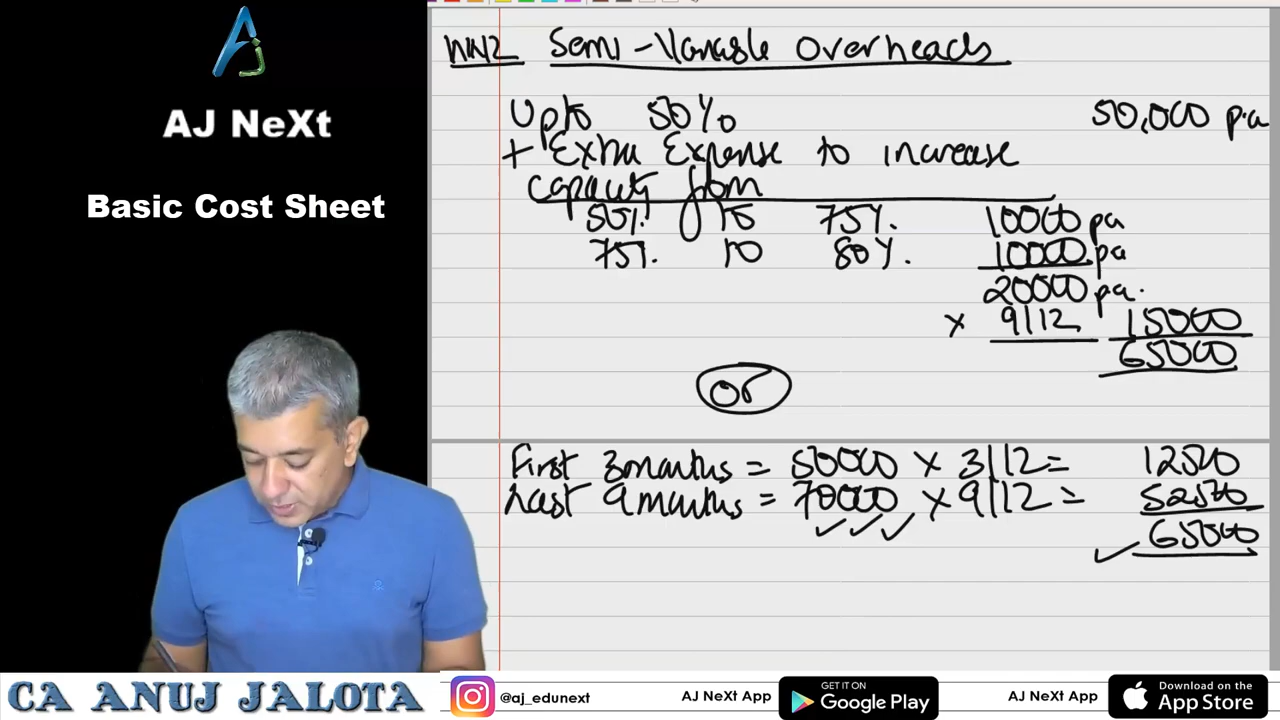 AJ NeXt
Basic Cost Sheet
WN2 Semi-Variable Overheads
Upto 50% 50,000 p.a
+ Extra Expense to increase
capacity from
50% to 75%. 10000 pa
75%. to 80%. 10000 pa
20000 pa.
x 9/12 15000
65000
or
First 3 months = 50000 x 3/12 = 12500
Last 9 months = 70000 x 9/12 = 52500
65000
CA ANUJ JALOTA
@aj_edunext
AJ NeXt App
GET IT ON
Google Play
AJ NeXt App
Download on the
App Store